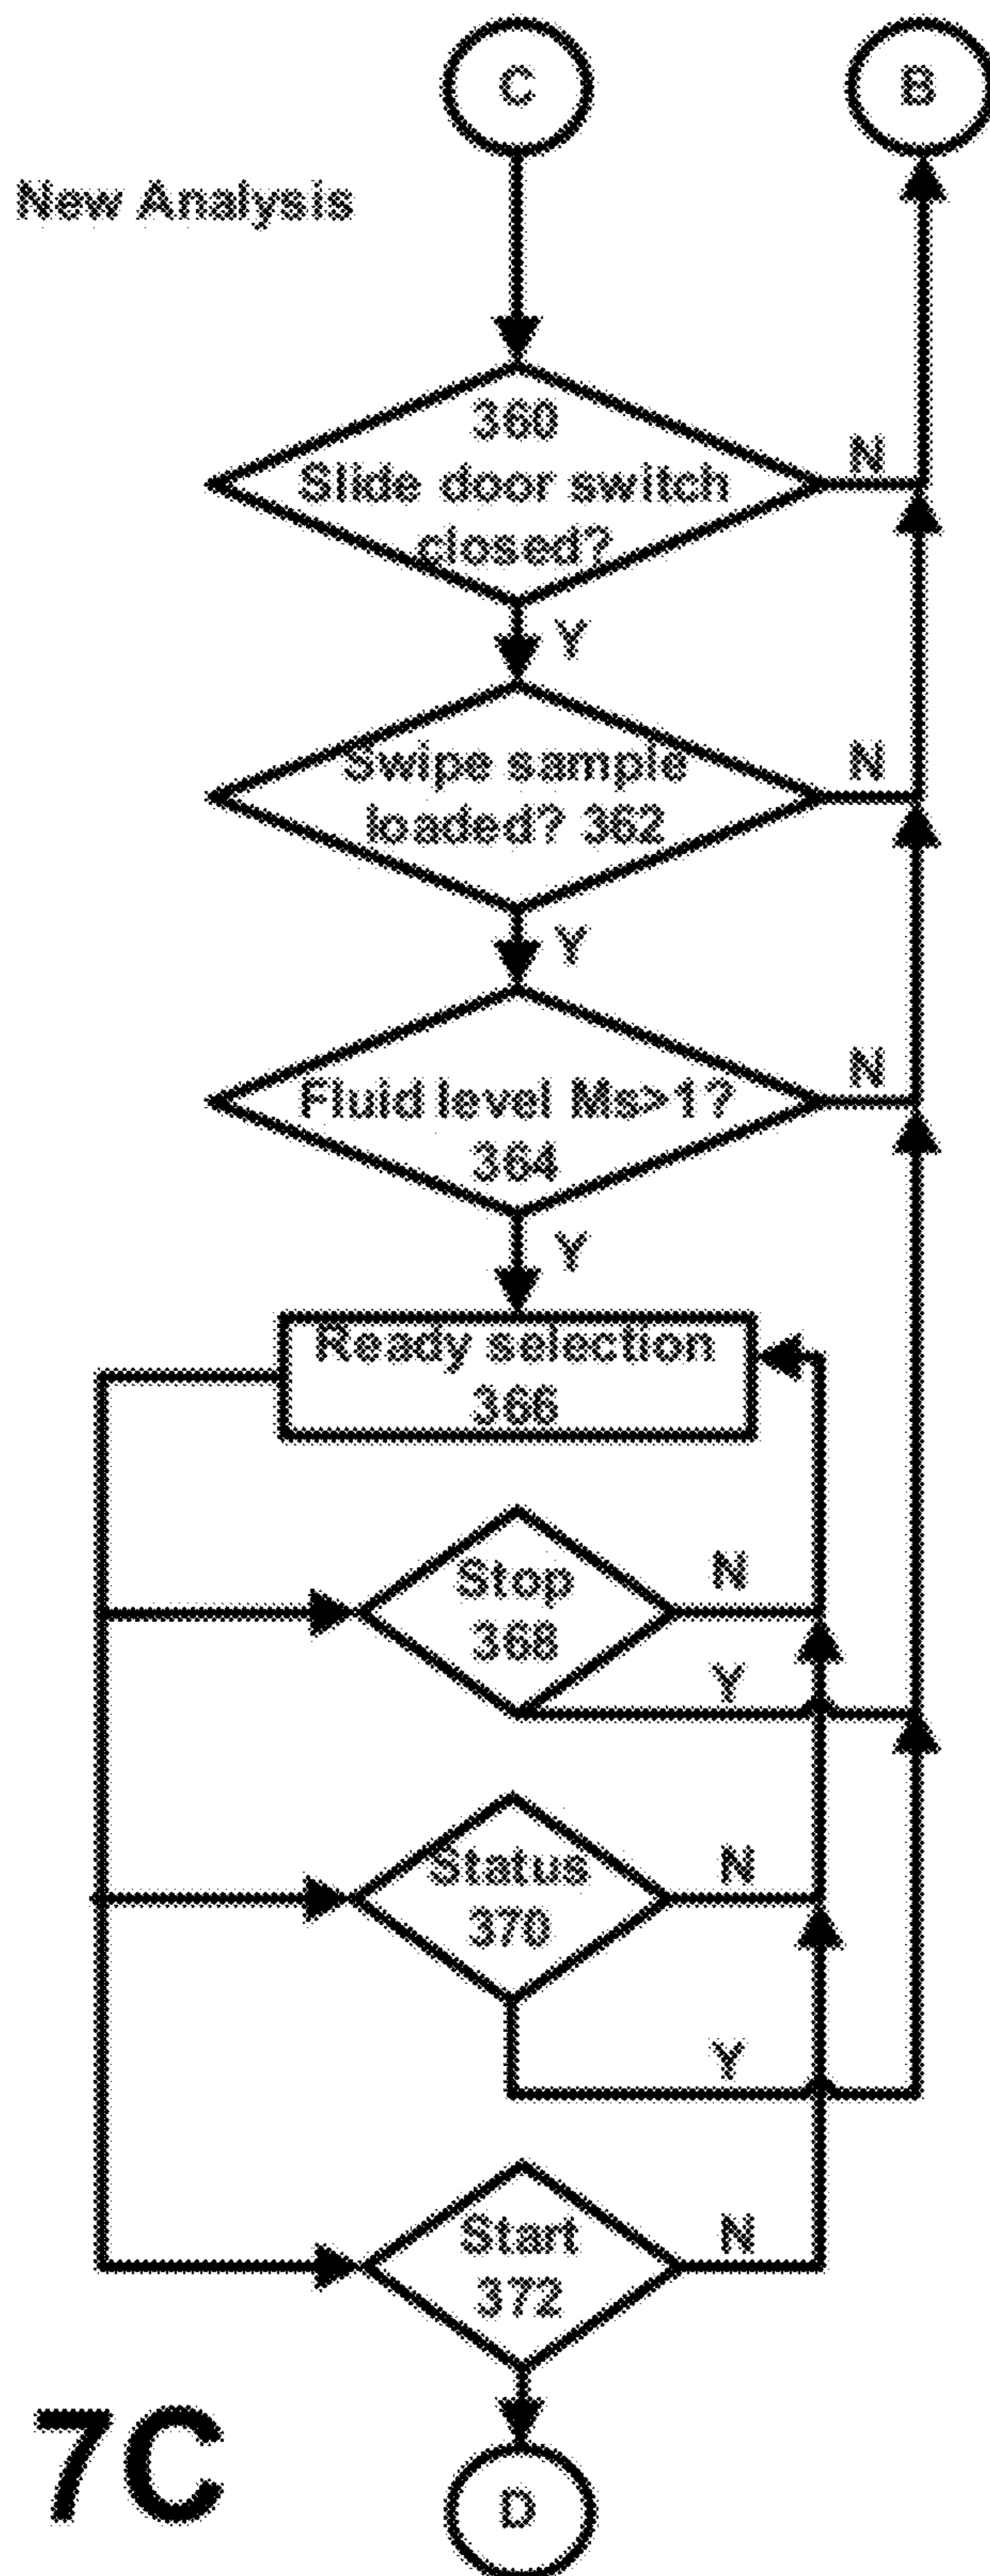 C
B
New Analysis
360
N
Slide door switch
closed?
Y
Swipe sample
N
loaded? 362
Y
N
Fluid level Ms>1?
364
Y
Ready selection
366
Stop
N
368
Y
Status
N
370
Y
Start
N
372
7C
D